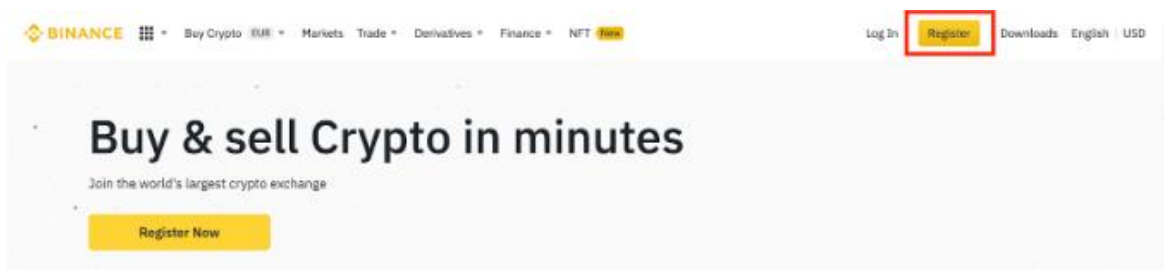 BINANCE Buy Crypto EUR Markets Trade Derivatives Finance NFT New Log In Register Downloads English USD
Buy & sell Crypto in minutes
Join the world's largest crypto exchange
Register Now